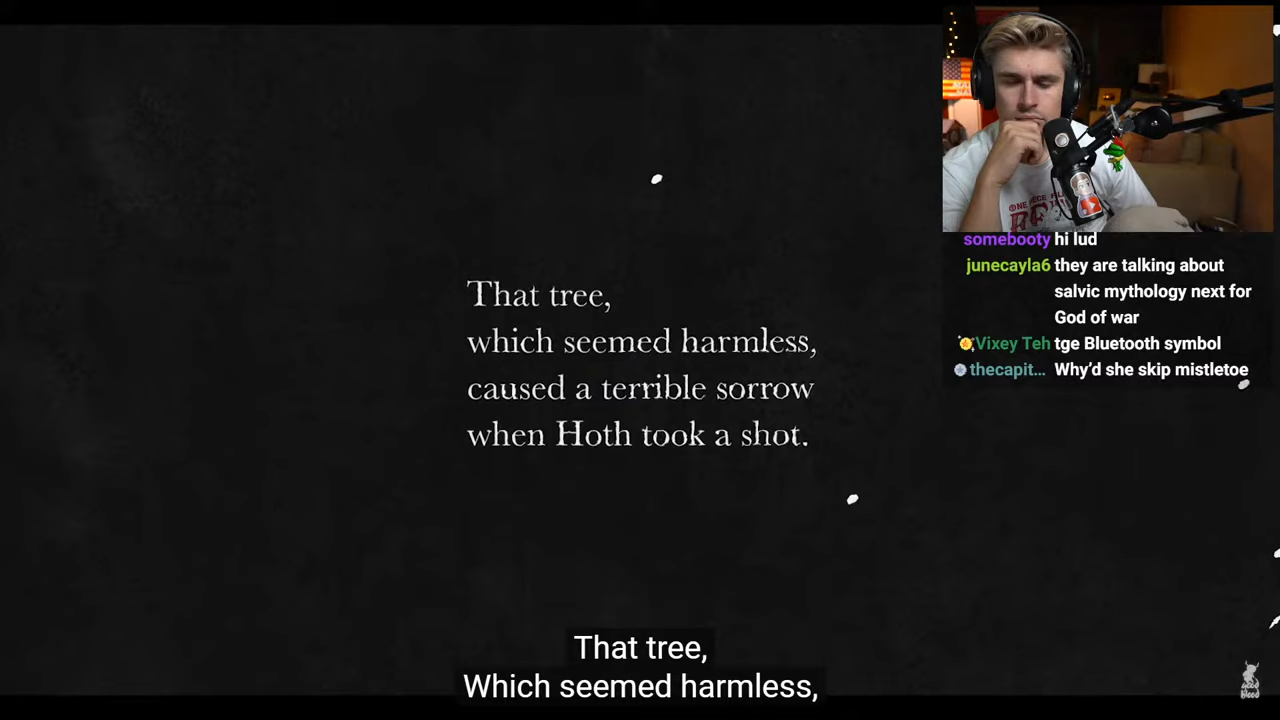 That tree,
which seemed harmless,
caused a terrible sorrow
when Hoth took a shot.
somebooty hi lud
junecayla6 they are talking about
salvic mythology next for
God of war
Vixey Teh tge Bluetooth symbol
thecapit... Why'd she skip mistletoe
That tree,
Which seemed harmless,